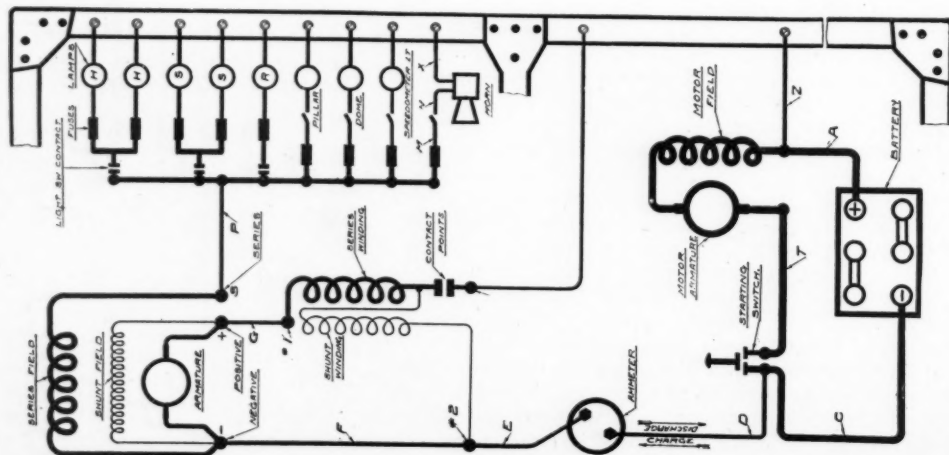 LAMPS
FUSES
LIGHT SW CONTACT
H
H
S
S
R
PILLAR
DOME
SPEEDOMETER LT
HORN
X
Y
M
P
S
SERIES
SERIES FIELD
SHUNT FIELD
ARMATURE
+
POSITIVE
-
NEGATIVE
G
#1
SERIES
WINDING
SHUNT
WINDING
CONTACT
POINTS
F
#2
E
AMMETER
DISCHARGE
CHARGE
D
MOTOR
FIELD
MOTOR
ARMATURE
STARTING
SWITCH.
T
Z
A
BATTERY
+
-
C